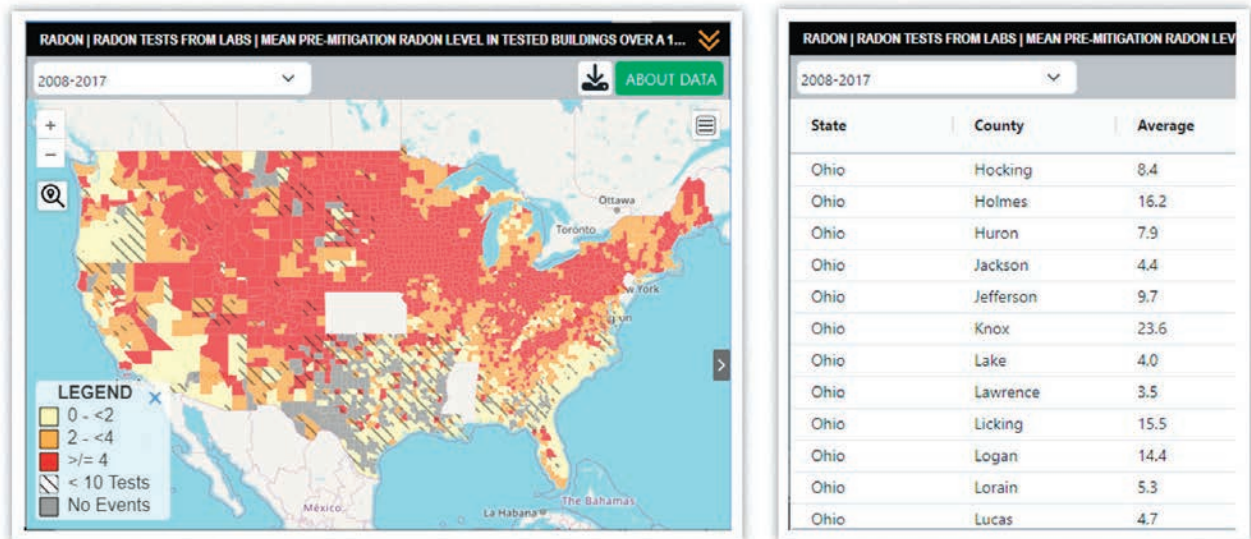 RADON | RADON TESTS FROM LABS | MEAN PRE-MITIGATION RADON LEVEL IN TESTED BUILDINGS OVER A 1...
2008-2017
ABOUT DATA
+
−
Ottawa
Toronto
w York
LEGEND
0 - <2
2 - <4
>/= 4
< 10 Tests
No Events
México
La Habana
The Bahamas
RADON | RADON TESTS FROM LABS | MEAN PRE-MITIGATION RADON LEV
2008-2017
State County Average
Ohio Hocking 8.4
Ohio Holmes 16.2
Ohio Huron 7.9
Ohio Jackson 4.4
Ohio Jefferson 9.7
Ohio Knox 23.6
Ohio Lake 4.0
Ohio Lawrence 3.5
Ohio Licking 15.5
Ohio Logan 14.4
Ohio Lorain 5.3
Ohio Lucas 4.7